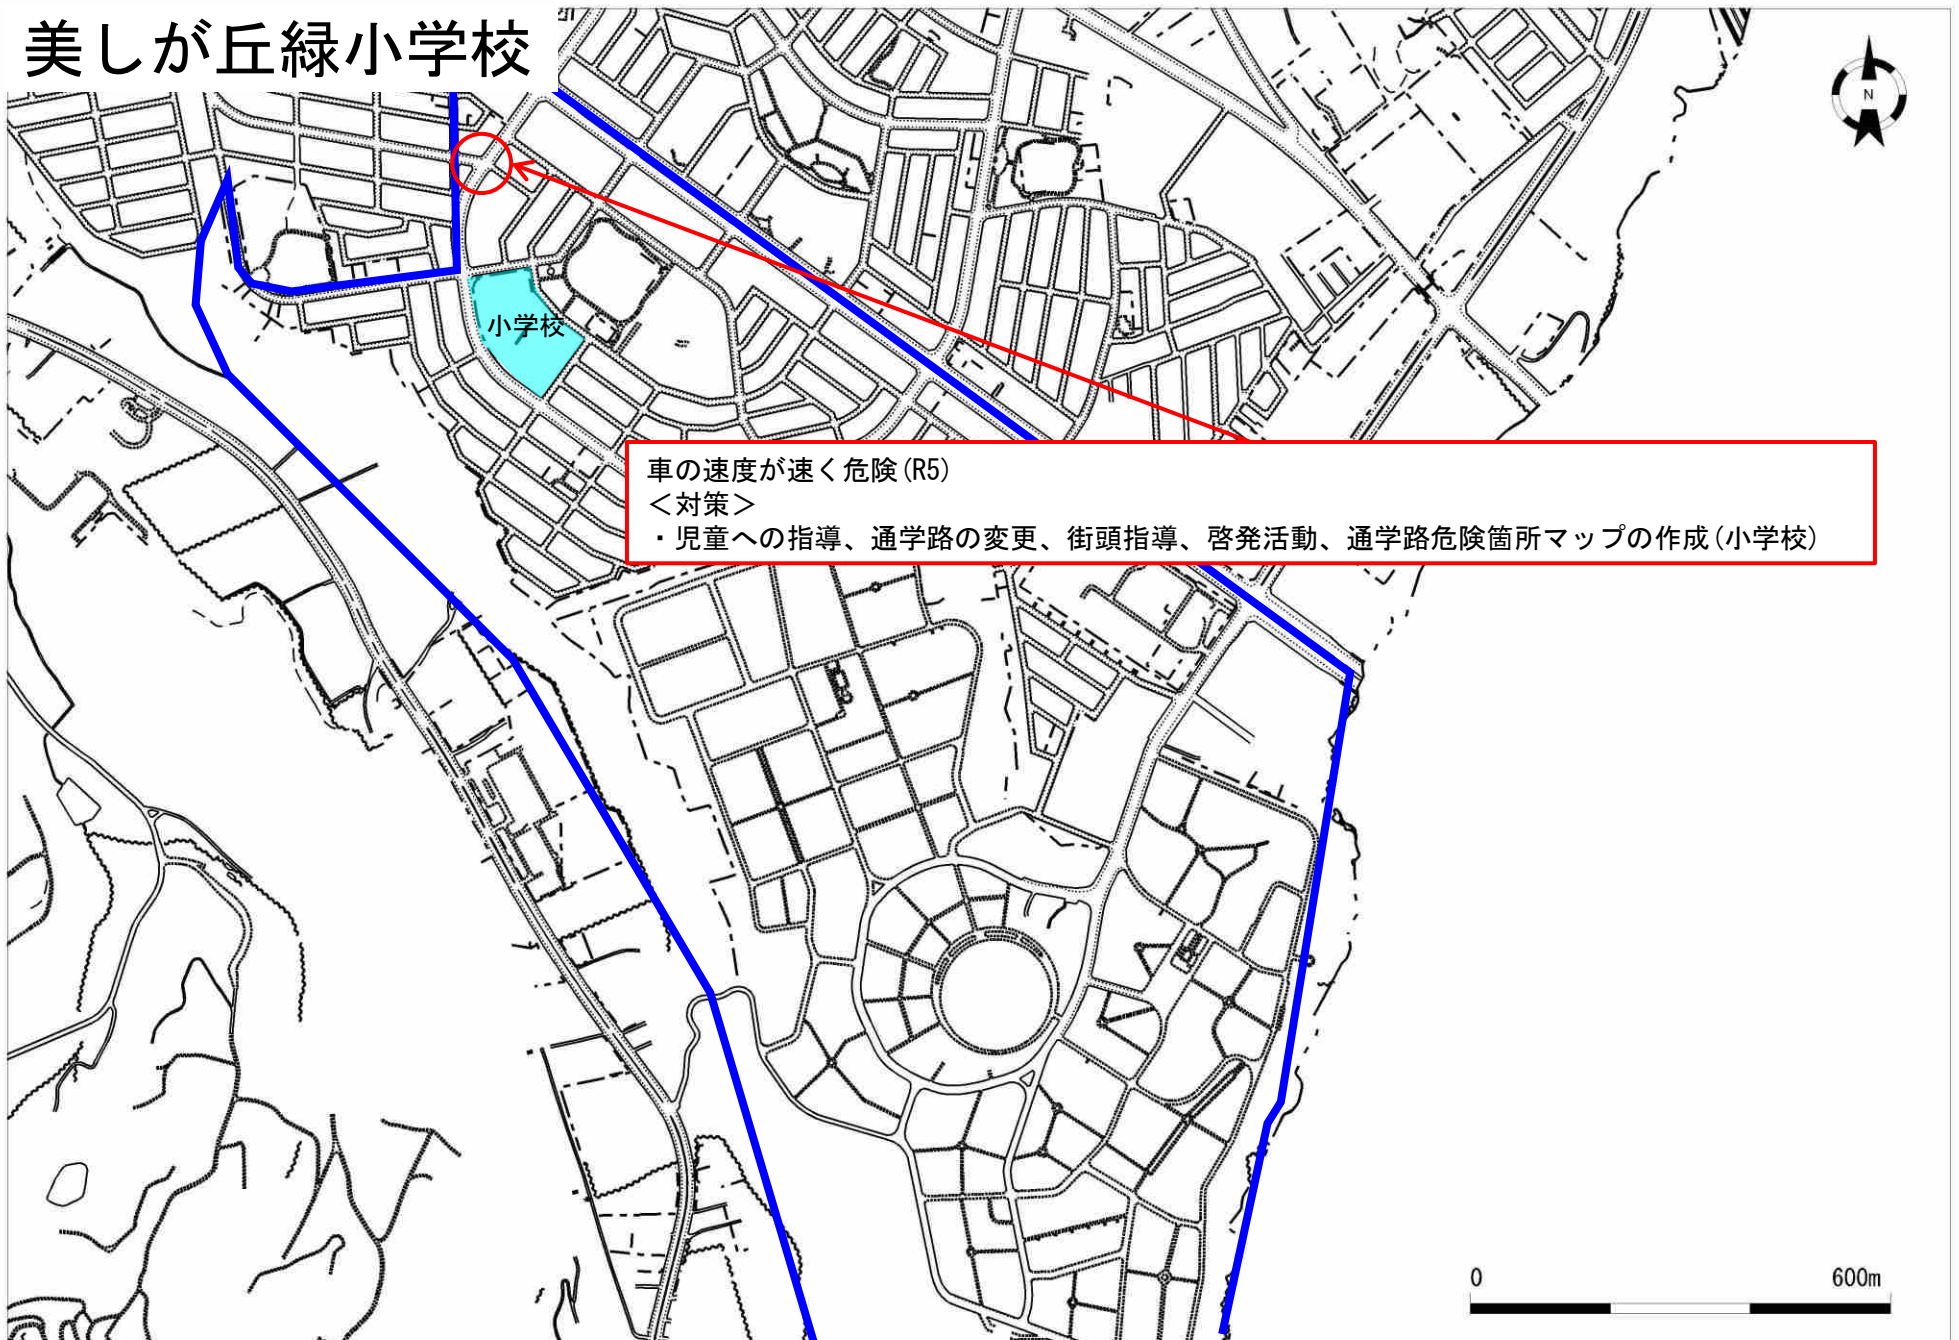 美しが丘緑小学校
N
小学校
車の速度が速く危険(R5)
＜対策＞
・児童への指導、通学路の変更、街頭指導、啓発活動、通学路危険箇所マップの作成(小学校)
0 600m